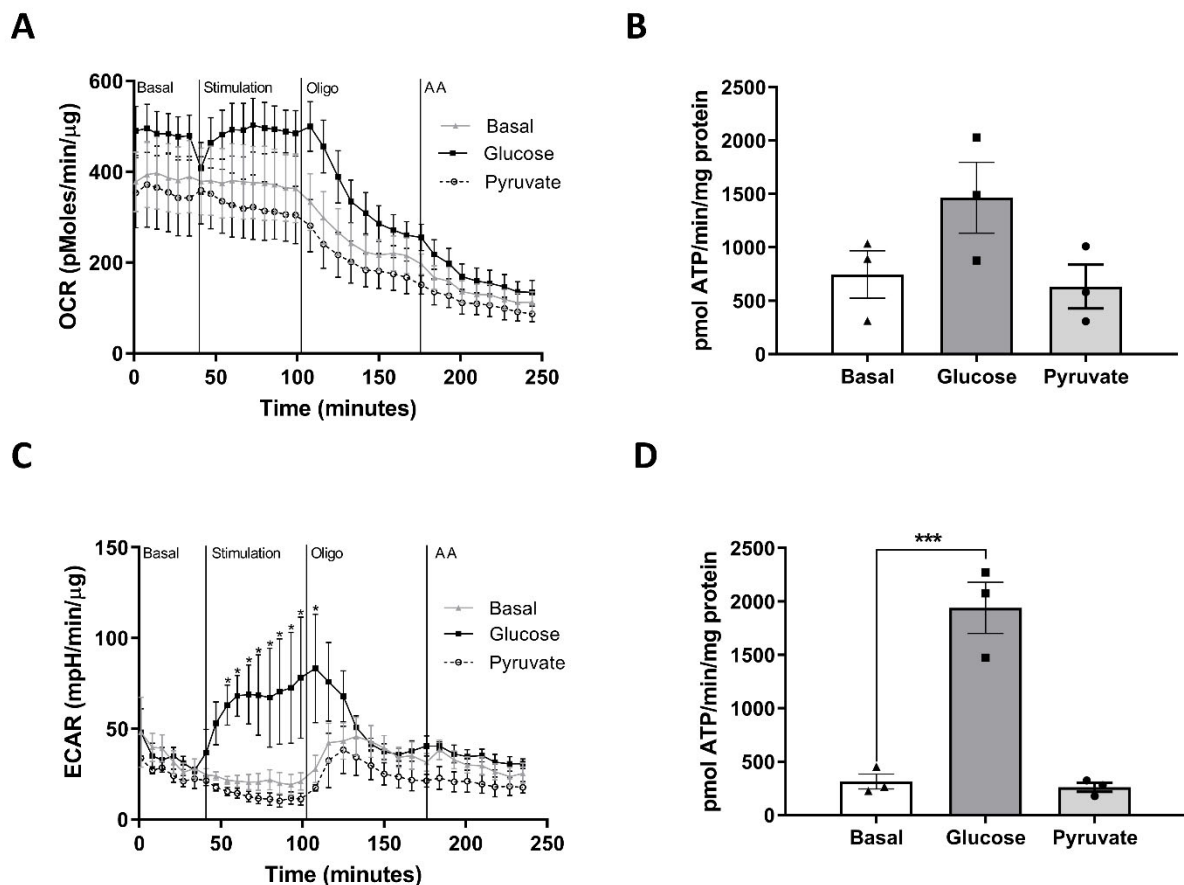 A
Basal Stimulation Oligo AA
600
400
200
0
OCR (pMoles/min/μg)
Basal
Glucose
Pyruvate
0 50 100 150 200 250
Time (minutes)
B
2500
2000
1500
1000
500
0
pmol ATP/min/mg protein
Basal Glucose Pyruvate
C
Basal Stimulation Oligo AA
150
100
50
0
ECAR (mpH/min/μg)
* * * * * * * * *
Basal
Glucose
Pyruvate
0 50 100 150 200 250
Time (minutes)
D
2500
2000
1500
1000
500
0
pmol ATP/min/mg protein
***
Basal Glucose Pyruvate